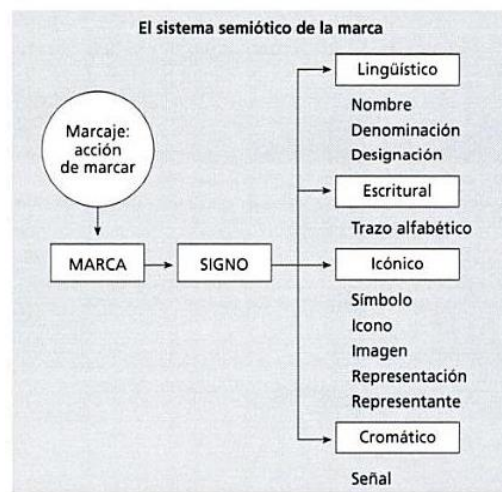 El sistema semiótico de la marca
Marcaje:
acción
de marcar
MARCA
SIGNO
Lingüístico
Nombre
Denominación
Designación
Escritural
Trazo alfabético
Icónico
Símbolo
Icono
Imagen
Representación
Representante
Cromático
Señal